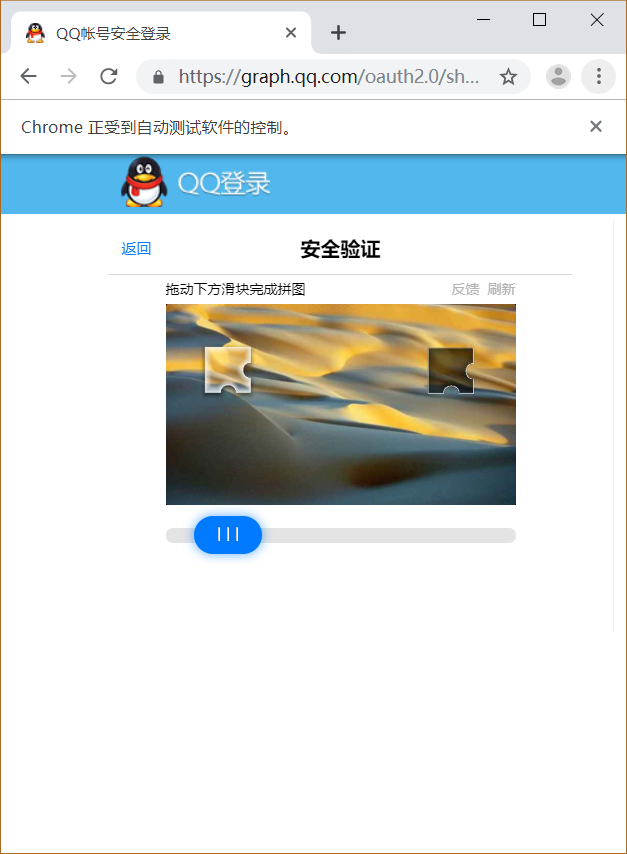 QQ帐号安全登录
https://graph.qq.com/oauth2.0/sh...
Chrome 正受到自动测试软件的控制。
QQ登录
返回
安全验证
拖动下方滑块完成拼图
反馈 刷新